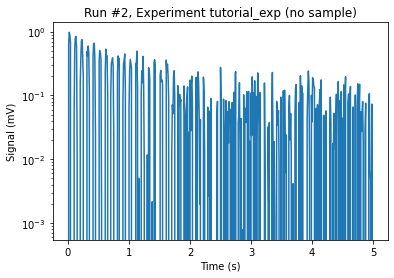 Run #2, Experiment tutorial_exp (no sample)
Signal (mV)
10⁰
10⁻¹
10⁻²
10⁻³
0 1 2 3 4 5
Time (s)